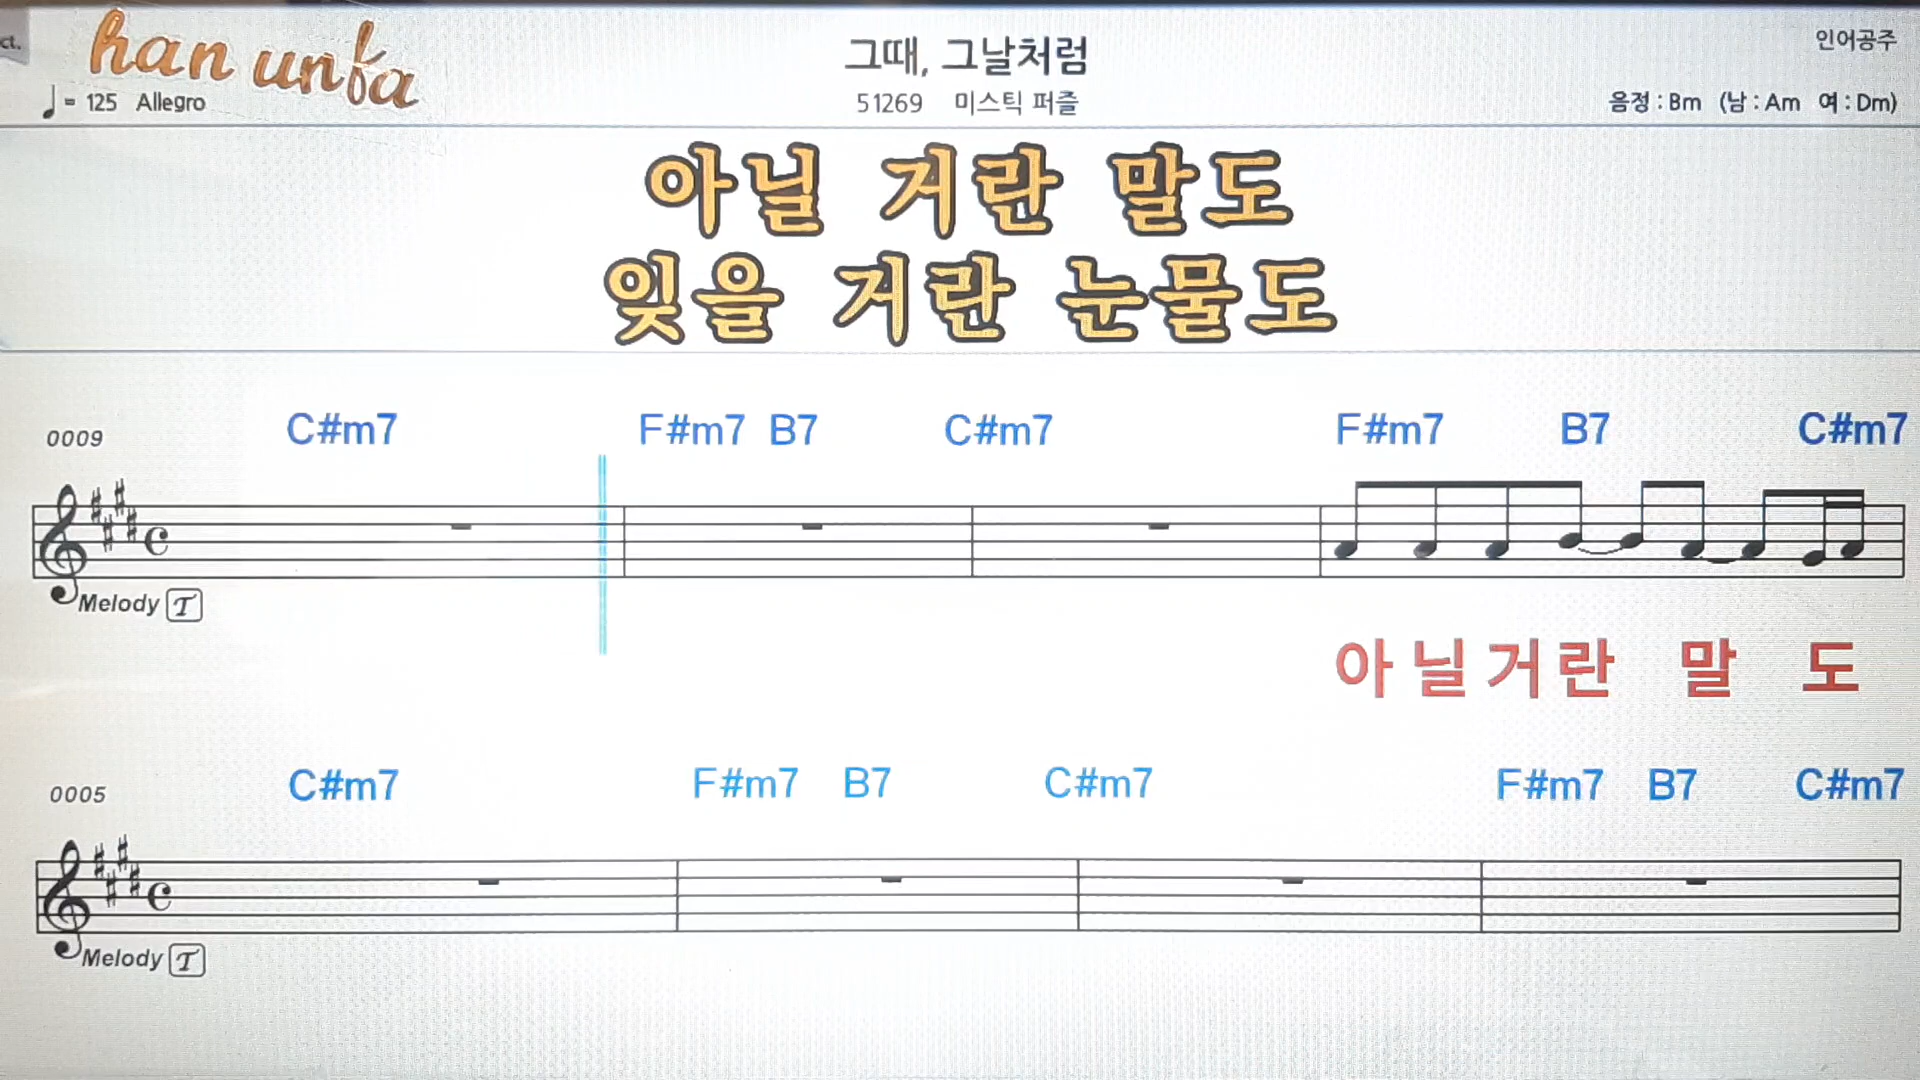 ct.
han unfa
그때, 그날처럼
인어공주
= 125 Allegro
51269 미스틱 퍼즐
음정 : Bm (남 : Am 여 : Dm)
아닐 거란 말도
잊을 거란 눈물도
0009 C#m7 F#m7 B7 C#m7 F#m7 B7 C#m7
Melody T
아 닐 거 란 말 도
0005 C#m7 F#m7 B7 C#m7 F#m7 B7 C#m7
Melody T